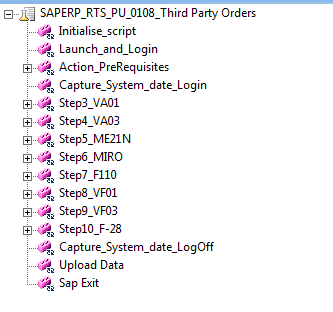 SAPERP_RTS_PU_0108_Third Party Orders
Initialise_script
Launch_and_Login
Action_PreRequisites
Capture_System_date_Login
Step3_VA01
Step4_VA03
Step5_ME21N
Step6_MIRO
Step7_F110
Step8_VF01
Step9_VF03
Step10_F-28
Capture_System_date_LogOff
Upload Data
Sap Exit